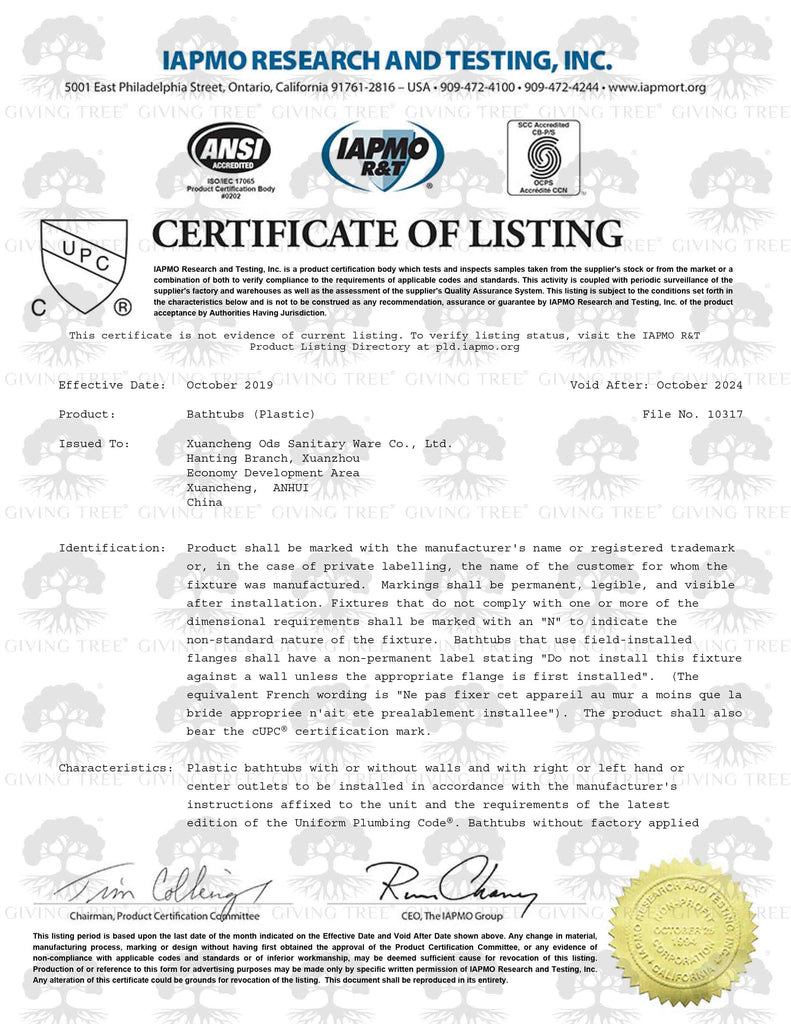 IAPMO RESEARCH AND TESTING, INC.
5001 East Philadelphia Street, Ontario, California 91761-2816 – USA • 909-472-4100 • 909-472-4244 • www.iapmort.org
ANSI
ACCREDITED
ISO/IEC 17065
Product Certification Body
#0202
IAPMO
R&T®
SCC Accredited
CB-P/S
OCPS
Accrédité CCN
™
UPC
C ®
CERTIFICATE OF LISTING
IAPMO Research and Testing, Inc. is a product certification body which tests and inspects samples taken from the supplier's stock or from the market or a
combination of both to verify compliance to the requirements of applicable codes and standards. This activity is coupled with periodic surveillance of the
supplier's factory and warehouses as well as the assessment of the supplier's Quality Assurance System. This listing is subject to the conditions set forth in
the characteristics below and is not to be construed as any recommendation, assurance or guarantee by IAPMO Research and Testing, Inc. of the product
acceptance by Authorities Having Jurisdiction.
This certificate is not evidence of current listing. To verify listing status, visit the IAPMO R&T
Product Listing Directory at pld.iapmo.org
Effective Date: October 2019 Void After: October 2024
Product: Bathtubs (Plastic) File No. 10317
Issued To: Xuancheng Ods Sanitary Ware Co., Ltd.
Hanting Branch, Xuanzhou
Economy Development Area
Xuancheng, ANHUI
China
Identification: Product shall be marked with the manufacturer's name or registered trademark
or, in the case of private labelling, the name of the customer for whom the
fixture was manufactured. Markings shall be permanent, legible, and visible
after installation. Fixtures that do not comply with one or more of the
dimensional requirements shall be marked with an "N" to indicate the
non-standard nature of the fixture. Bathtubs that use field-installed
flanges shall have a non-permanent label stating "Do not install this fixture
against a wall unless the appropriate flange is first installed". (The
equivalent French wording is "Ne pas fixer cet appareil au mur a moins que la
bride appropriee n'ait ete prealablement installee"). The product shall also
bear the cUPC® certification mark.
Characteristics: Plastic bathtubs with or without walls and with right or left hand or
center outlets to be installed in accordance with the manufacturer's
instructions affixed to the unit and the requirements of the latest
edition of the Uniform Plumbing Code®. Bathtubs without factory applied
Chairman, Product Certification Committee
CEO, The IAPMO Group
This listing period is based upon the last date of the month indicated on the Effective Date and Void After Date shown above. Any change in material,
manufacturing process, marking or design without having first obtained the approval of the Product Certification Committee, or any evidence of
non-compliance with applicable codes and standards or of inferior workmanship, may be deemed sufficient cause for revocation of this listing.
Production of or reference to this form for advertising purposes may be made only by specific written permission of IAPMO Research and Testing, Inc.
Any alteration of this certificate could be grounds for revocation of the listing. This document shall be reproduced in its entirety.
IAPMO RESEARCH AND TESTING, INC.
NON-PROFIT
OCTOBER 25
1994
CORPORATION
CALIFORNIA
GIVING TREE®